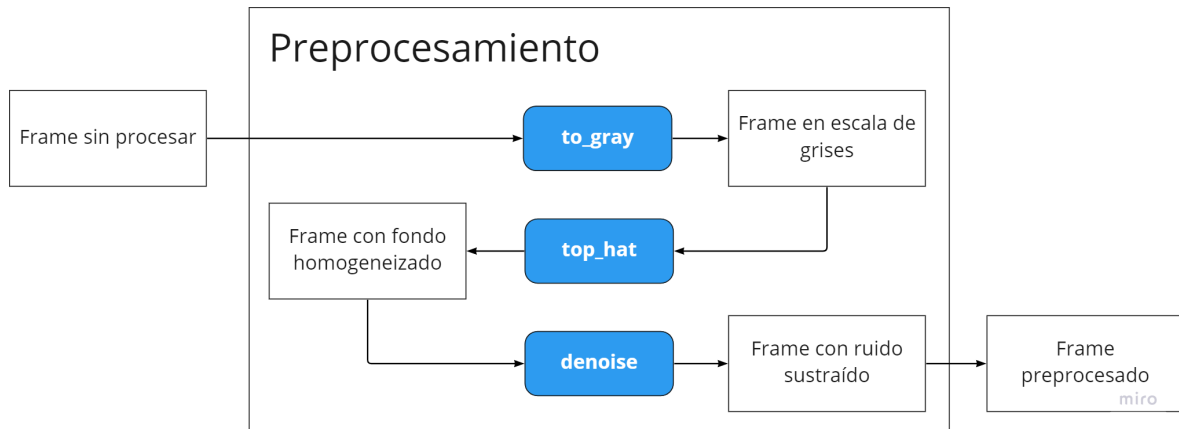 Preprocesamiento
Frame sin procesar
to_gray
Frame en escala de
grises
Frame con fondo
homogeneizado
top_hat
denoise
Frame con ruido
sustraído
Frame
preprocesado
miro